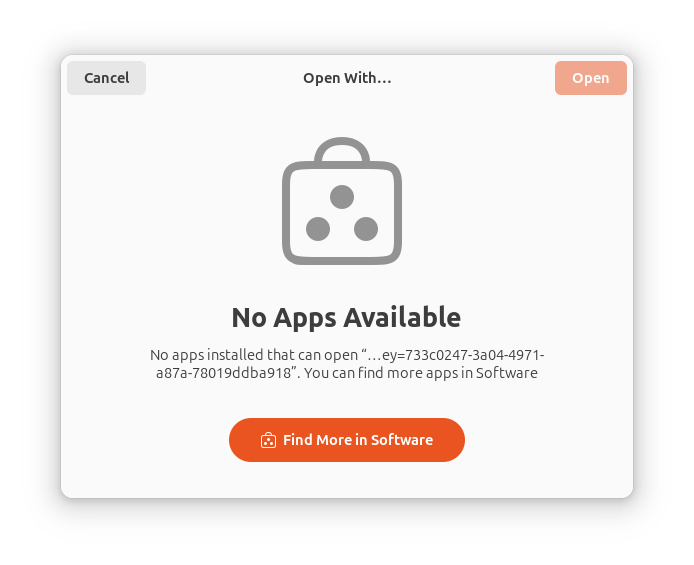 Cancel
Open With…
Open
No Apps Available
No apps installed that can open “…ey=733c0247-3a04-4971-
a87a-78019ddba918”. You can find more apps in Software
Find More in Software